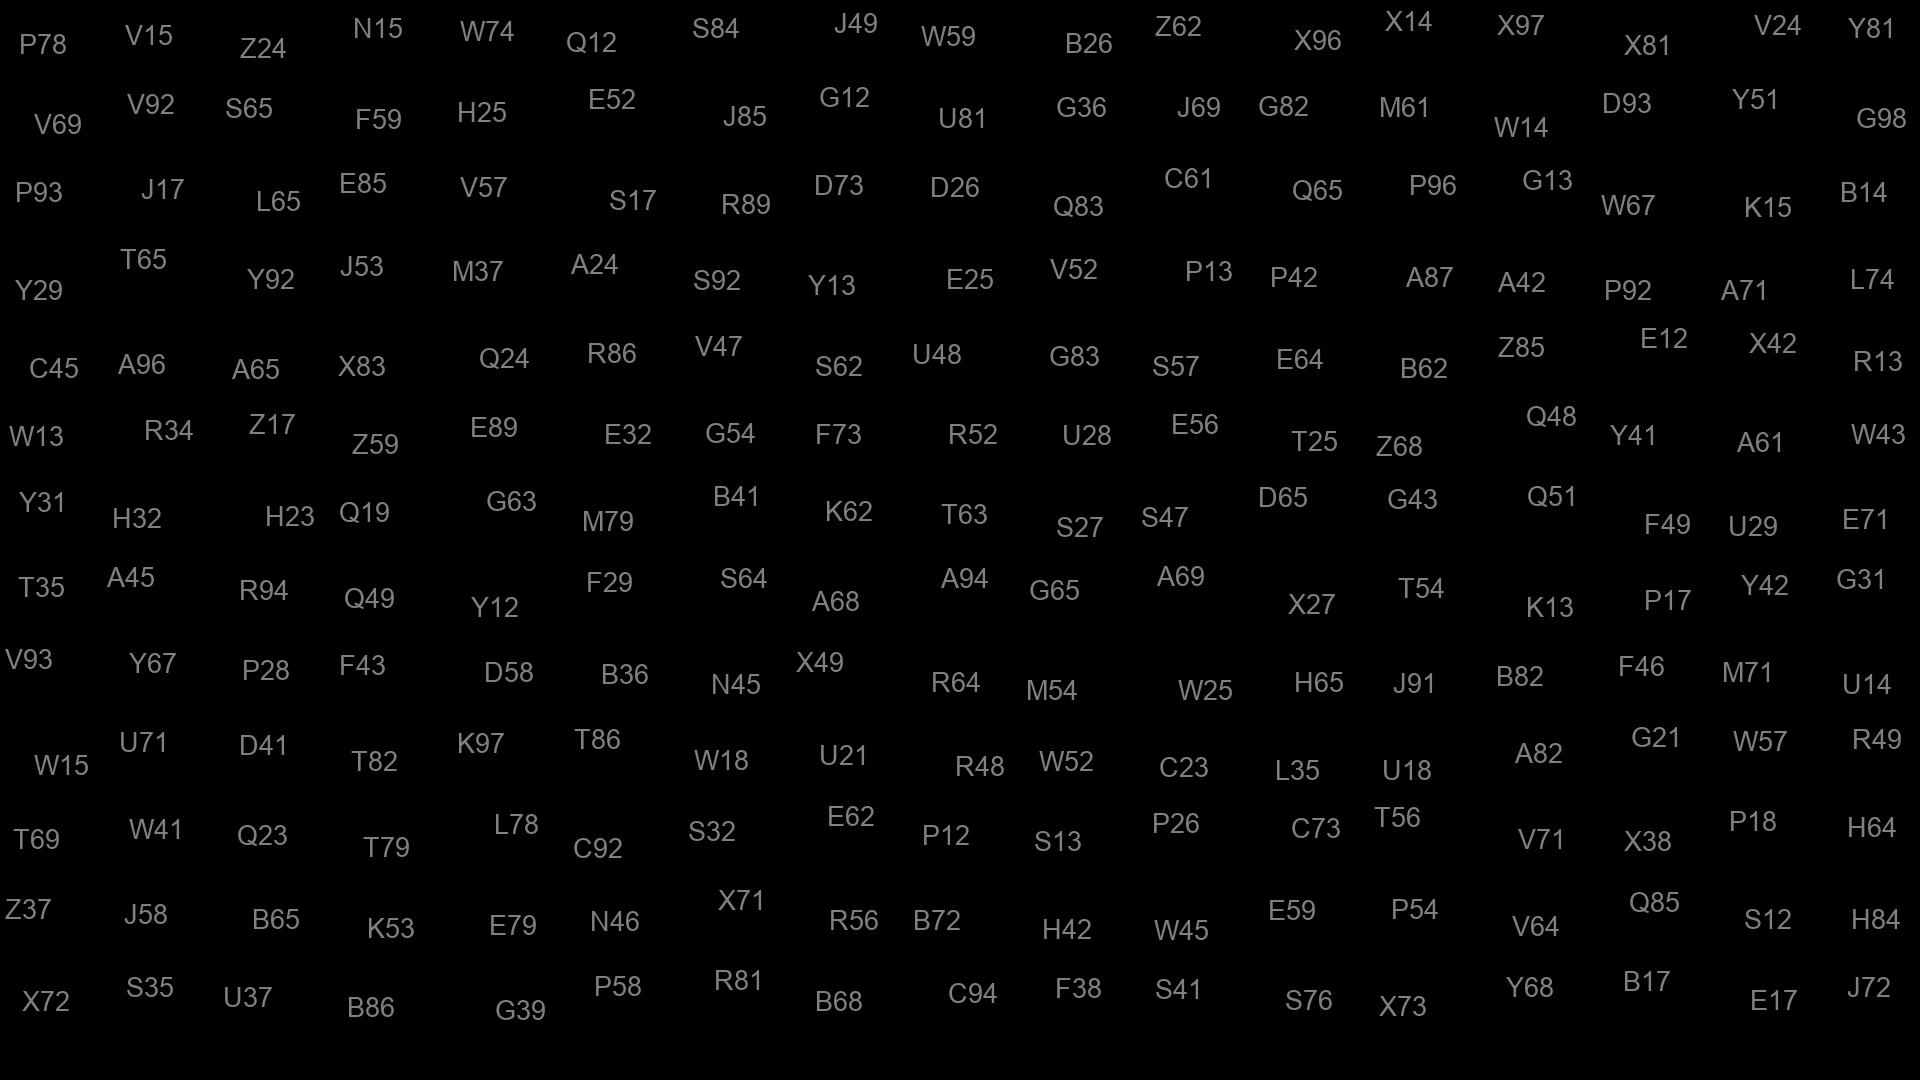 P78 V15 Z24 N15 W74 Q12 S84 J49 W59 B26 Z62 X96 X14 X97 X81 V24 Y81
V69 V92 S65 F59 H25 E52 J85 G12 U81 G36 J69 G82 M61 W14 D93 Y51 G98
P93 J17 L65 E85 V57 S17 R89 D73 D26 Q83 C61 Q65 P96 G13 W67 K15 B14
Y29 T65 Y92 J53 M37 A24 S92 Y13 E25 V52 P13 P42 A87 A42 P92 A71 L74
C45 A96 A65 X83 Q24 R86 V47 S62 U48 G83 S57 E64 B62 Z85 E12 X42 R13
W13 R34 Z17 Z59 E89 E32 G54 F73 R52 U28 E56 T25 Z68 Q48 Y41 A61 W43
Y31 H32 H23 Q19 G63 M79 B41 K62 T63 S27 S47 D65 G43 Q51 F49 U29 E71
T35 A45 R94 Q49 Y12 F29 S64 A68 A94 G65 A69 X27 T54 K13 P17 Y42 G31
V93 Y67 P28 F43 D58 B36 N45 X49 R64 M54 W25 H65 J91 B82 F46 M71 U14
W15 U71 D41 T82 K97 T86 W18 U21 R48 W52 C23 L35 U18 A82 G21 W57 R49
T69 W41 Q23 T79 L78 C92 S32 E62 P12 S13 P26 C73 T56 V71 X38 P18 H64
Z37 J58 B65 K53 E79 N46 X71 R56 B72 H42 W45 E59 P54 V64 Q85 S12 H84
X72 S35 U37 B86 G39 P58 R81 B68 C94 F38 S41 S76 X73 Y68 B17 E17 J72